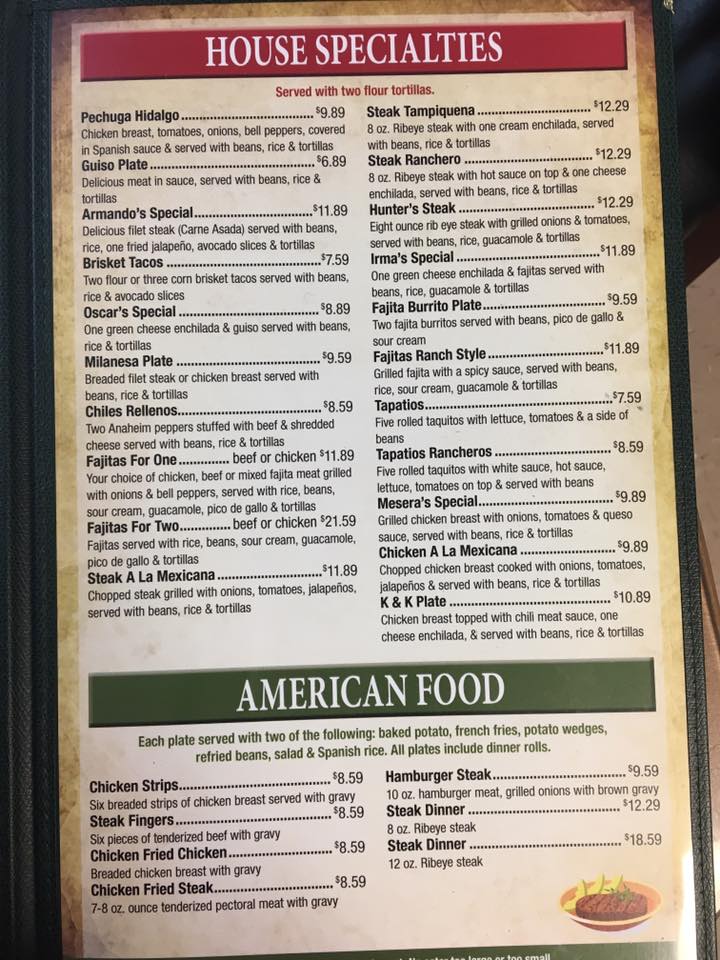 HOUSE SPECIALTIES
Served with two flour tortillas.
Pechuga Hidalgo.....................................$9.89
Chicken breast, tomatoes, onions, bell peppers, covered
in Spanish sauce & served with beans, rice & tortillas
Guiso Plate.............................................$6.89
Delicious meat in sauce, served with beans, rice &
tortillas
Armando's Special.................................$11.89
Delicious filet steak (Carne Asada) served with beans,
rice, one fried jalapeño, avocado slices & tortillas
Brisket Tacos..........................................$7.59
Two flour or three corn brisket tacos served with beans,
rice & avocado slices
Oscar's Special.......................................$8.89
One green cheese enchilada & guiso served with beans,
rice & tortillas
Milanesa Plate........................................$9.59
Breaded filet steak or chicken breast served with
beans, rice & tortillas
Chiles Rellenos.......................................$8.59
Two Anaheim peppers stuffed with beef & shredded
cheese served with beans, rice & tortillas
Fajitas For One.............. beef or chicken $11.89
Your choice of chicken, beef or mixed fajita meat grilled
with onions & bell peppers, served with rice, beans,
sour cream, guacamole, pico de gallo & tortillas
Fajitas For Two.............. beef or chicken $21.59
Fajitas served with rice, beans, sour cream, guacamole,
pico de gallo & tortillas
Steak A La Mexicana.............................$11.89
Chopped steak grilled with onions, tomatoes, jalapeños,
served with beans, rice & tortillas
Steak Tampiquena................................$12.29
8 oz. Ribeye steak with one cream enchilada, served
with beans, rice & tortillas
Steak Ranchero....................................$12.29
8 oz. Ribeye steak with hot sauce on top & one cheese
enchilada, served with beans, rice & tortillas
Hunter's Steak......................................$12.29
Eight ounce rib eye steak with grilled onions & tomatoes,
served with beans, rice, guacamole & tortillas
Irma's Special.......................................$11.89
One green cheese enchilada & fajitas served with
beans, rice, guacamole & tortillas
Fajita Burrito Plate..................................$9.59
Two fajita burritos served with beans, pico de gallo &
sour cream
Fajitas Ranch Style...............................$11.89
Grilled fajita with a spicy sauce, served with beans,
rice, sour cream, guacamole & tortillas
Tapatios...................................................$7.59
Five rolled taquitos with lettuce, tomatoes & a side of
beans
Tapatios Rancheros................................$8.59
Five rolled taquitos with white sauce, hot sauce,
lettuce, tomatoes on top & served with beans
Mesera's Special.....................................$9.89
Grilled chicken breast with onions, tomatoes & queso
sauce, served with beans, rice & tortillas
Chicken A La Mexicana..........................$9.89
Chopped chicken breast cooked with onions, tomatoes,
jalapeños & served with beans, rice & tortillas
K & K Plate............................................$10.89
Chicken breast topped with chili meat sauce, one
cheese enchilada, & served with beans, rice & tortillas
AMERICAN FOOD
Each plate served with two of the following: baked potato, french fries, potato wedges,
refried beans, salad & Spanish rice. All plates include dinner rolls.
Chicken Strips..........................................$8.59
Six breaded strips of chicken breast served with gravy
Steak Fingers...........................................$8.59
Six pieces of tenderized beef with gravy
Chicken Fried Chicken............................$8.59
Breaded chicken breast with gravy
Chicken Fried Steak................................$8.59
7-8 oz. ounce tenderized pectoral meat with gravy
Hamburger Steak.....................................$9.59
10 oz. hamburger meat, grilled onions with brown gravy
Steak Dinner..........................................$12.29
8 oz. Ribeye steak
Steak Dinner..........................................$18.59
12 oz. Ribeye steak
too large or too small